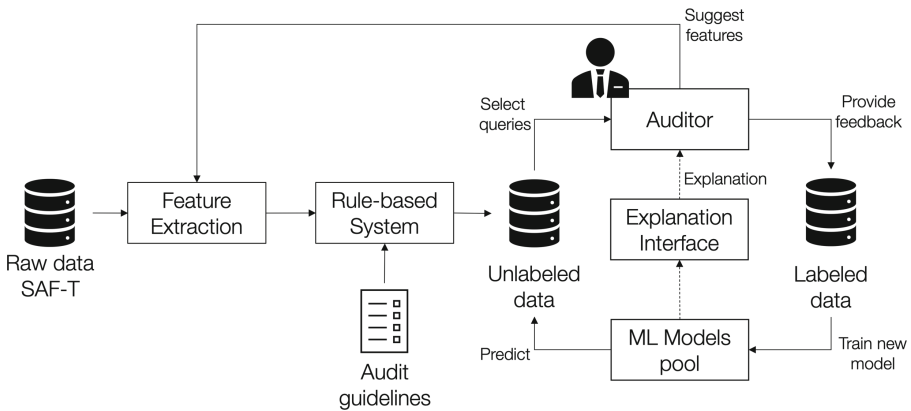 Suggest
features
Select
queries
Auditor
Provide
feedback
Explanation
Feature
Extraction
Rule-based
System
Explanation
Interface
Raw data
SAF-T
Unlabeled
data
Labeled
data
Audit
guidelines
Predict
ML Models
pool
Train new
model